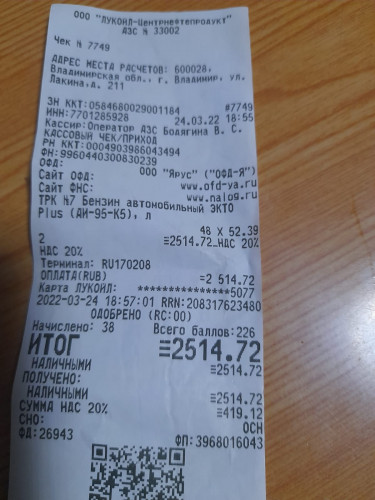 ООО "ЛУКОЙЛ-Центрнефтепродукт"
АЗС N 33002
Чек N 7749
АДРЕС МЕСТА РАСЧЕТОВ: 600028,
Владимирская обл., г. Владимир, ул.
Лакина,д. 211
ЗН ККТ:0584680029001184 #7749
ИНН:7701285928 24.03.22 18:55
Кассир:Оператор АЗС Бодягина В. С.
КАССОВЫЙ ЧЕК/ПРИХОД
РН ККТ:0004903986043494
ФН:9960440300830239
ОФД: ООО "Ярус" ("ОФД-Я")
Сайт ОФД: www.ofd-ya.ru
Сайт ФНС: www.nalog.ru
ТРК №7 Бензин автомобильный ЭКТО
Plus (АИ-95-К5), л
48 X 52.39
2 ≡2514.72_НДС 20%
НДС 20%
Терминал: RU170208
ОПЛАТА(RUB) =2 514.72
Карта ЛУКОЙЛ: ***************5077
2022-03-24 18:57:01 RRN:208317623480
ОДОБРЕНО (RC:00)
Начислено: 38 Всего баллов:226
ИТОГ ≡2514.72
НАЛИЧНЫМИ ≡2514.72
ПОЛУЧЕНО:
НАЛИЧНЫМИ ≡2514.72
СУММА НДС 20% ≡419.12
СНО: ОСН
ФД:26943 ФП:3968016043